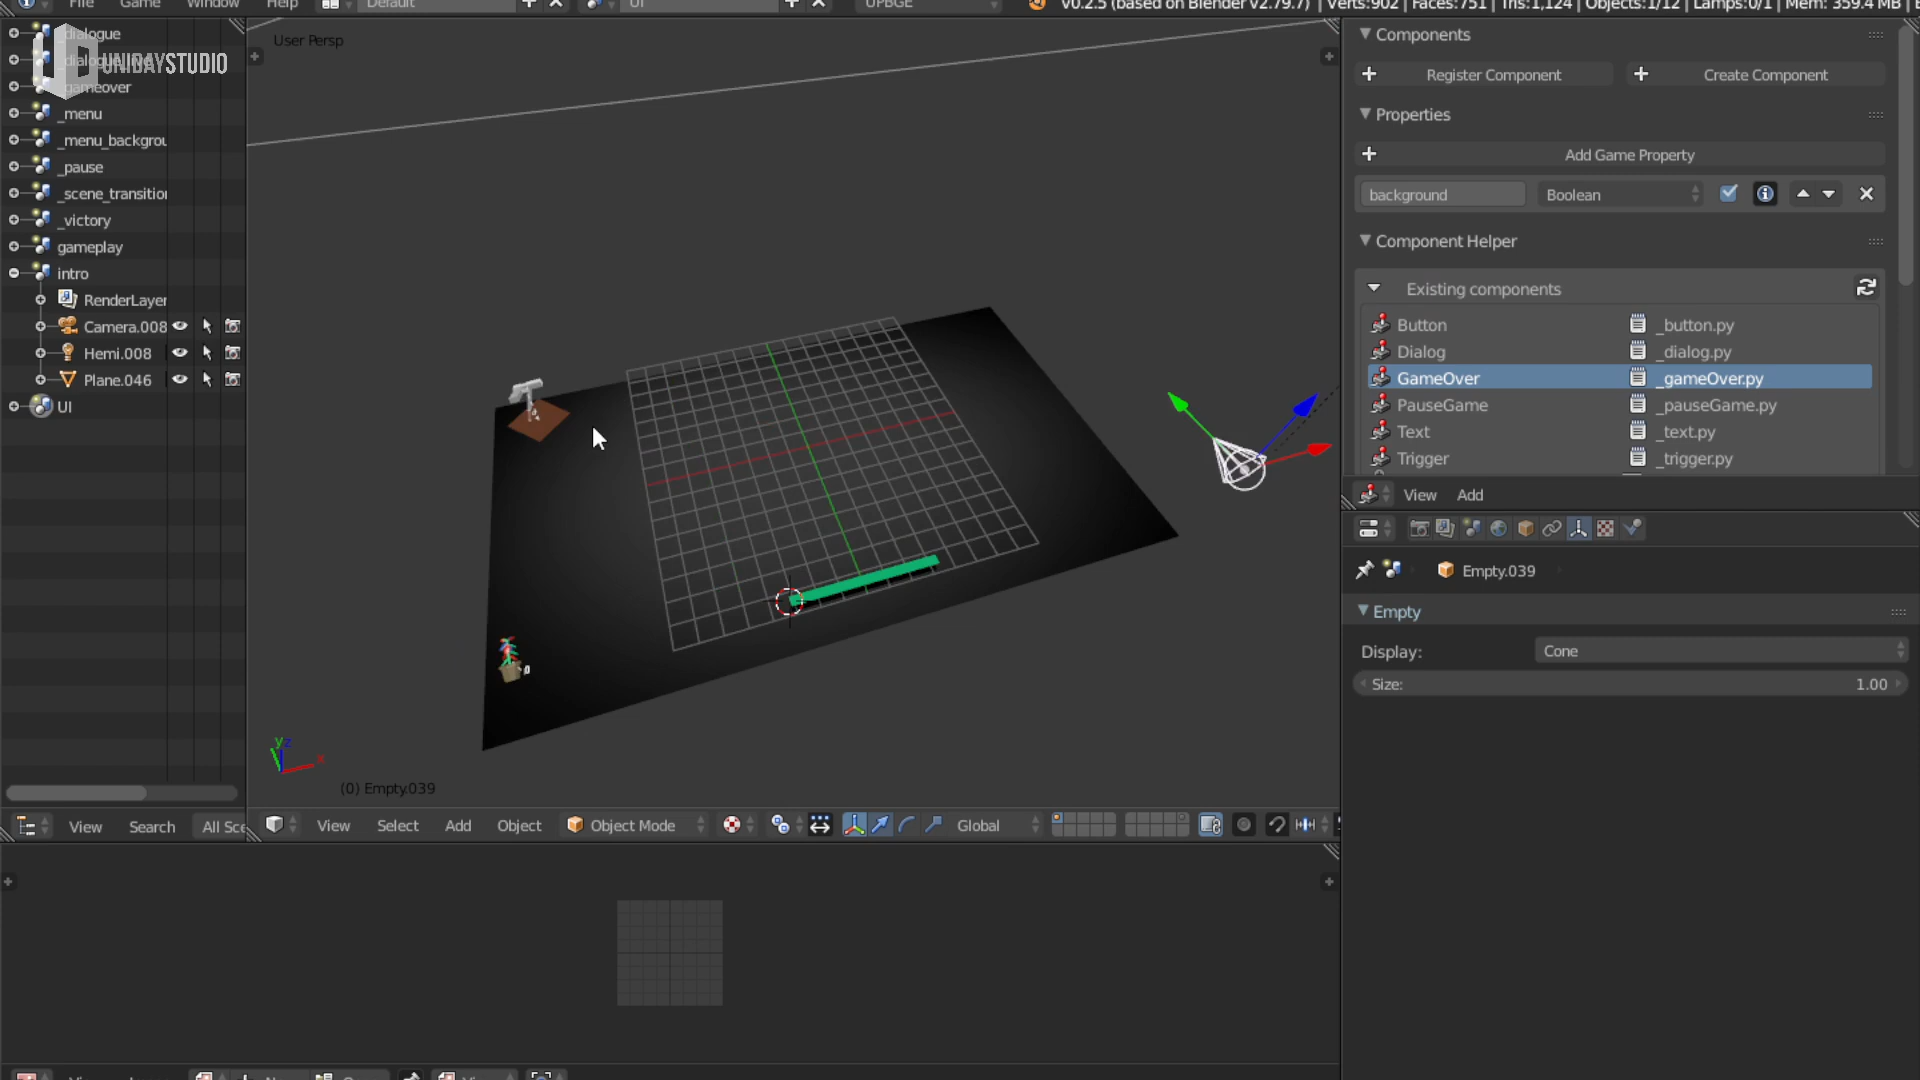 File Game Window Help Default UI UPBGE v0.2.5 (based on Blender v2.79.7) | Verts:902 | Faces:751 | Tris:1,124 | Objects:1/12 | Lamps:0/1 | Mem: 359.4 MB |
_dialogue
_dialogue_live
_gameover
_menu
_menu_backgrou
_pause
_scene_transition
_victory
gameplay
intro
RenderLayer
Camera.008
Hemi.008
Plane.046
UI
UNIDAYSTUDIO
User Persp
(0) Empty.039
y z x
View Search All Sce
View Select Add Object Object Mode Global
Components
Register Component Create Component
Properties
Add Game Property
background Boolean
Component Helper
Existing components
Button _button.py
Dialog _dialog.py
GameOver _gameOver.py
PauseGame _pauseGame.py
Text _text.py
Trigger _trigger.py
View Add
Empty.039
Empty
Display: Cone
Size: 1.00